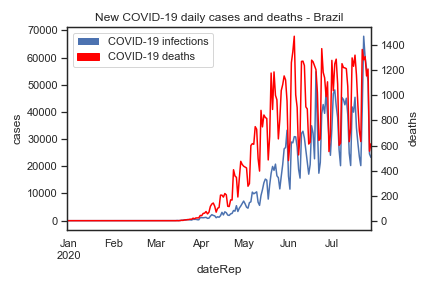 New COVID-19 daily cases and deaths - Brazil
COVID-19 infections
COVID-19 deaths
cases
70000
60000
50000
40000
30000
20000
10000
0
deaths
1400
1200
1000
800
600
400
200
0
Jan Feb Mar Apr May Jun Jul
2020
dateRep